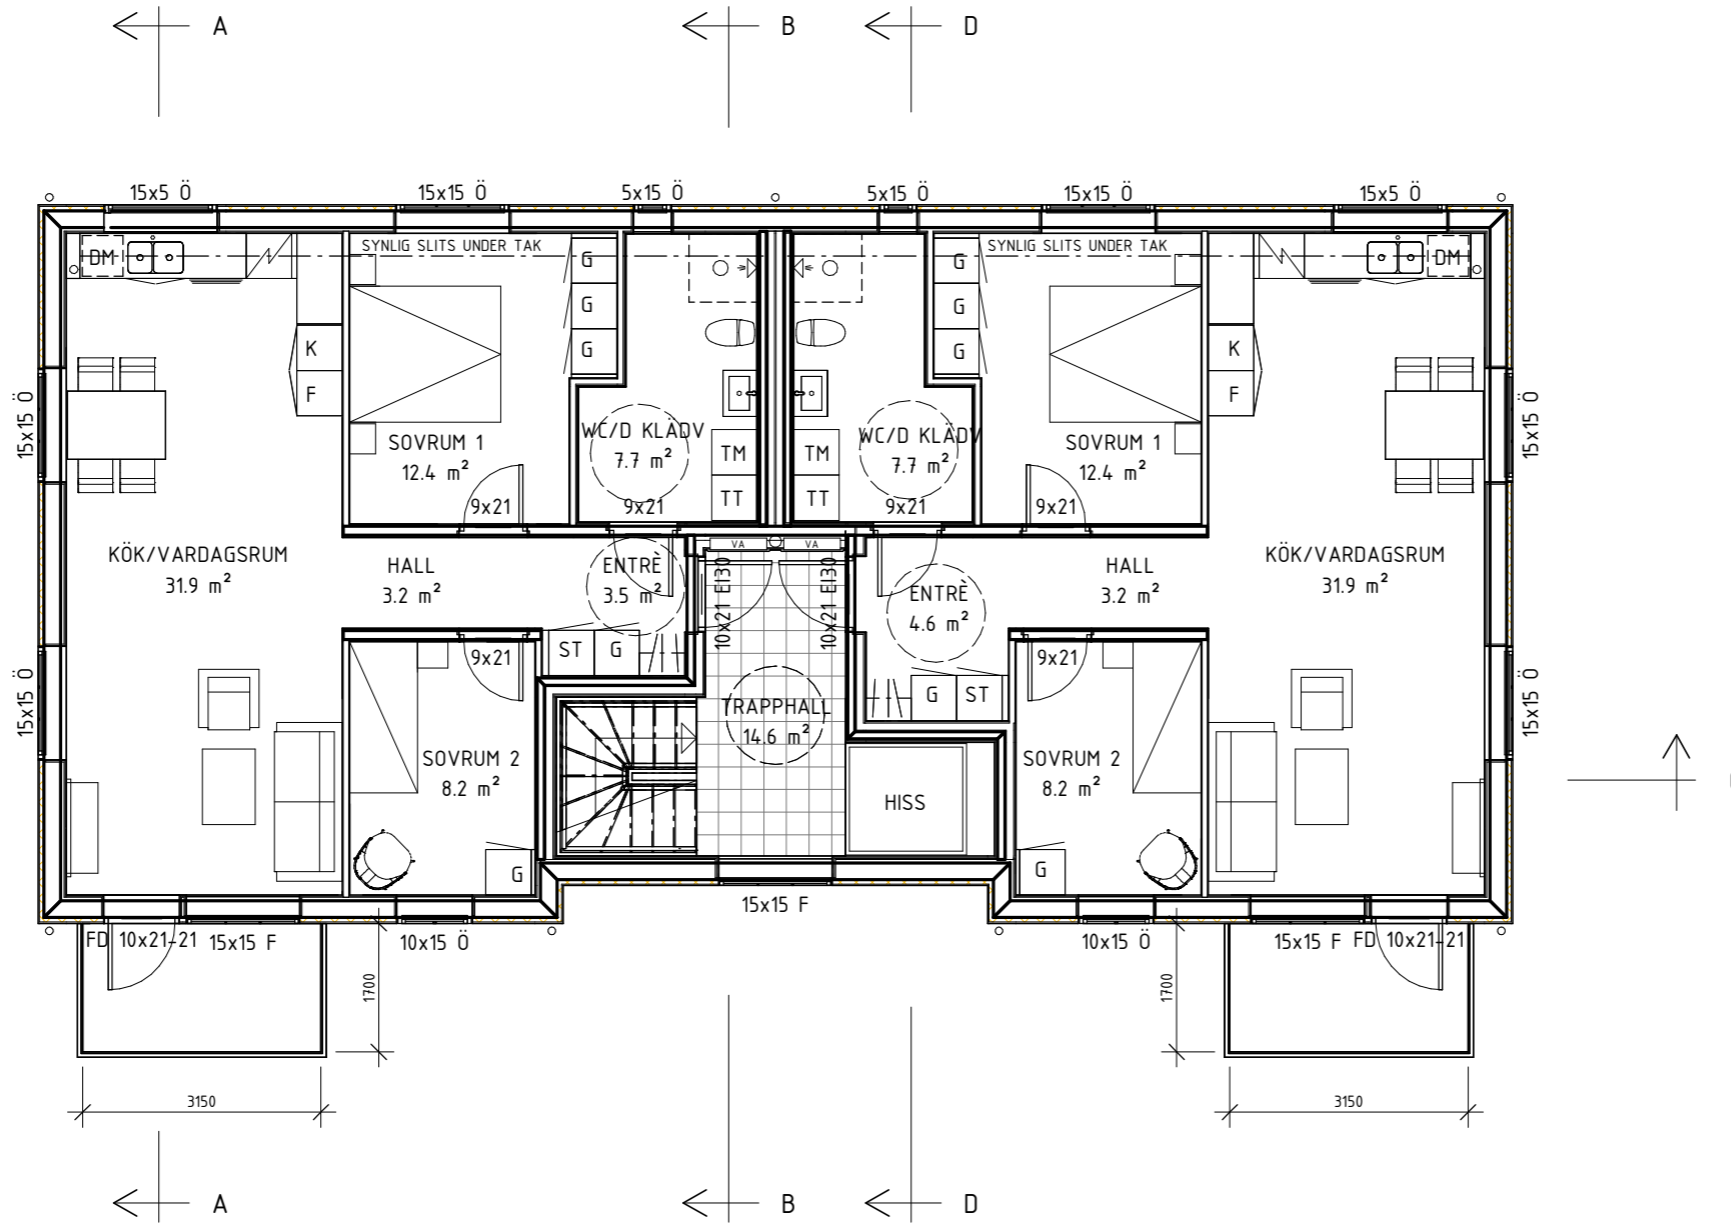 A
B
D
15x5 Ö
15x15 Ö
5x15 Ö
5x15 Ö
15x15 Ö
15x5 Ö
SYNLIG SLITS UNDER TAK
SYNLIG SLITS UNDER TAK
DM
G
G
DM
G
G
G
G
K
K
F
F
15x15 Ö
15x15 Ö
SOVRUM 1
12.4 m²
WC/D KLÄDV
7.7 m²
TM
TM
WC/D KLÄDV
7.7 m²
SOVRUM 1
12.4 m²
TT
TT
9x21
9x21
9x21
9x21
KÖK/VARDAGSRUM
31.9 m²
HALL
3.2 m²
ENTRÈ
3.5 m²
VA
VA
10x21 EI30
10x21 EI30
ENTRÈ
4.6 m²
HALL
3.2 m²
KÖK/VARDAGSRUM
31.9 m²
ST
G
9x21
9x21
G
ST
15x15 Ö
15x15 Ö
TRAPPHALL
14.6 m²
SOVRUM 2
8.2 m²
HISS
SOVRUM 2
8.2 m²
G
G
15x15 F
FD
10x21-21
15x15 F
10x15 Ö
10x15 Ö
15x15 F
FD
10x21-21
1700
1700
3150
3150
A
B
D